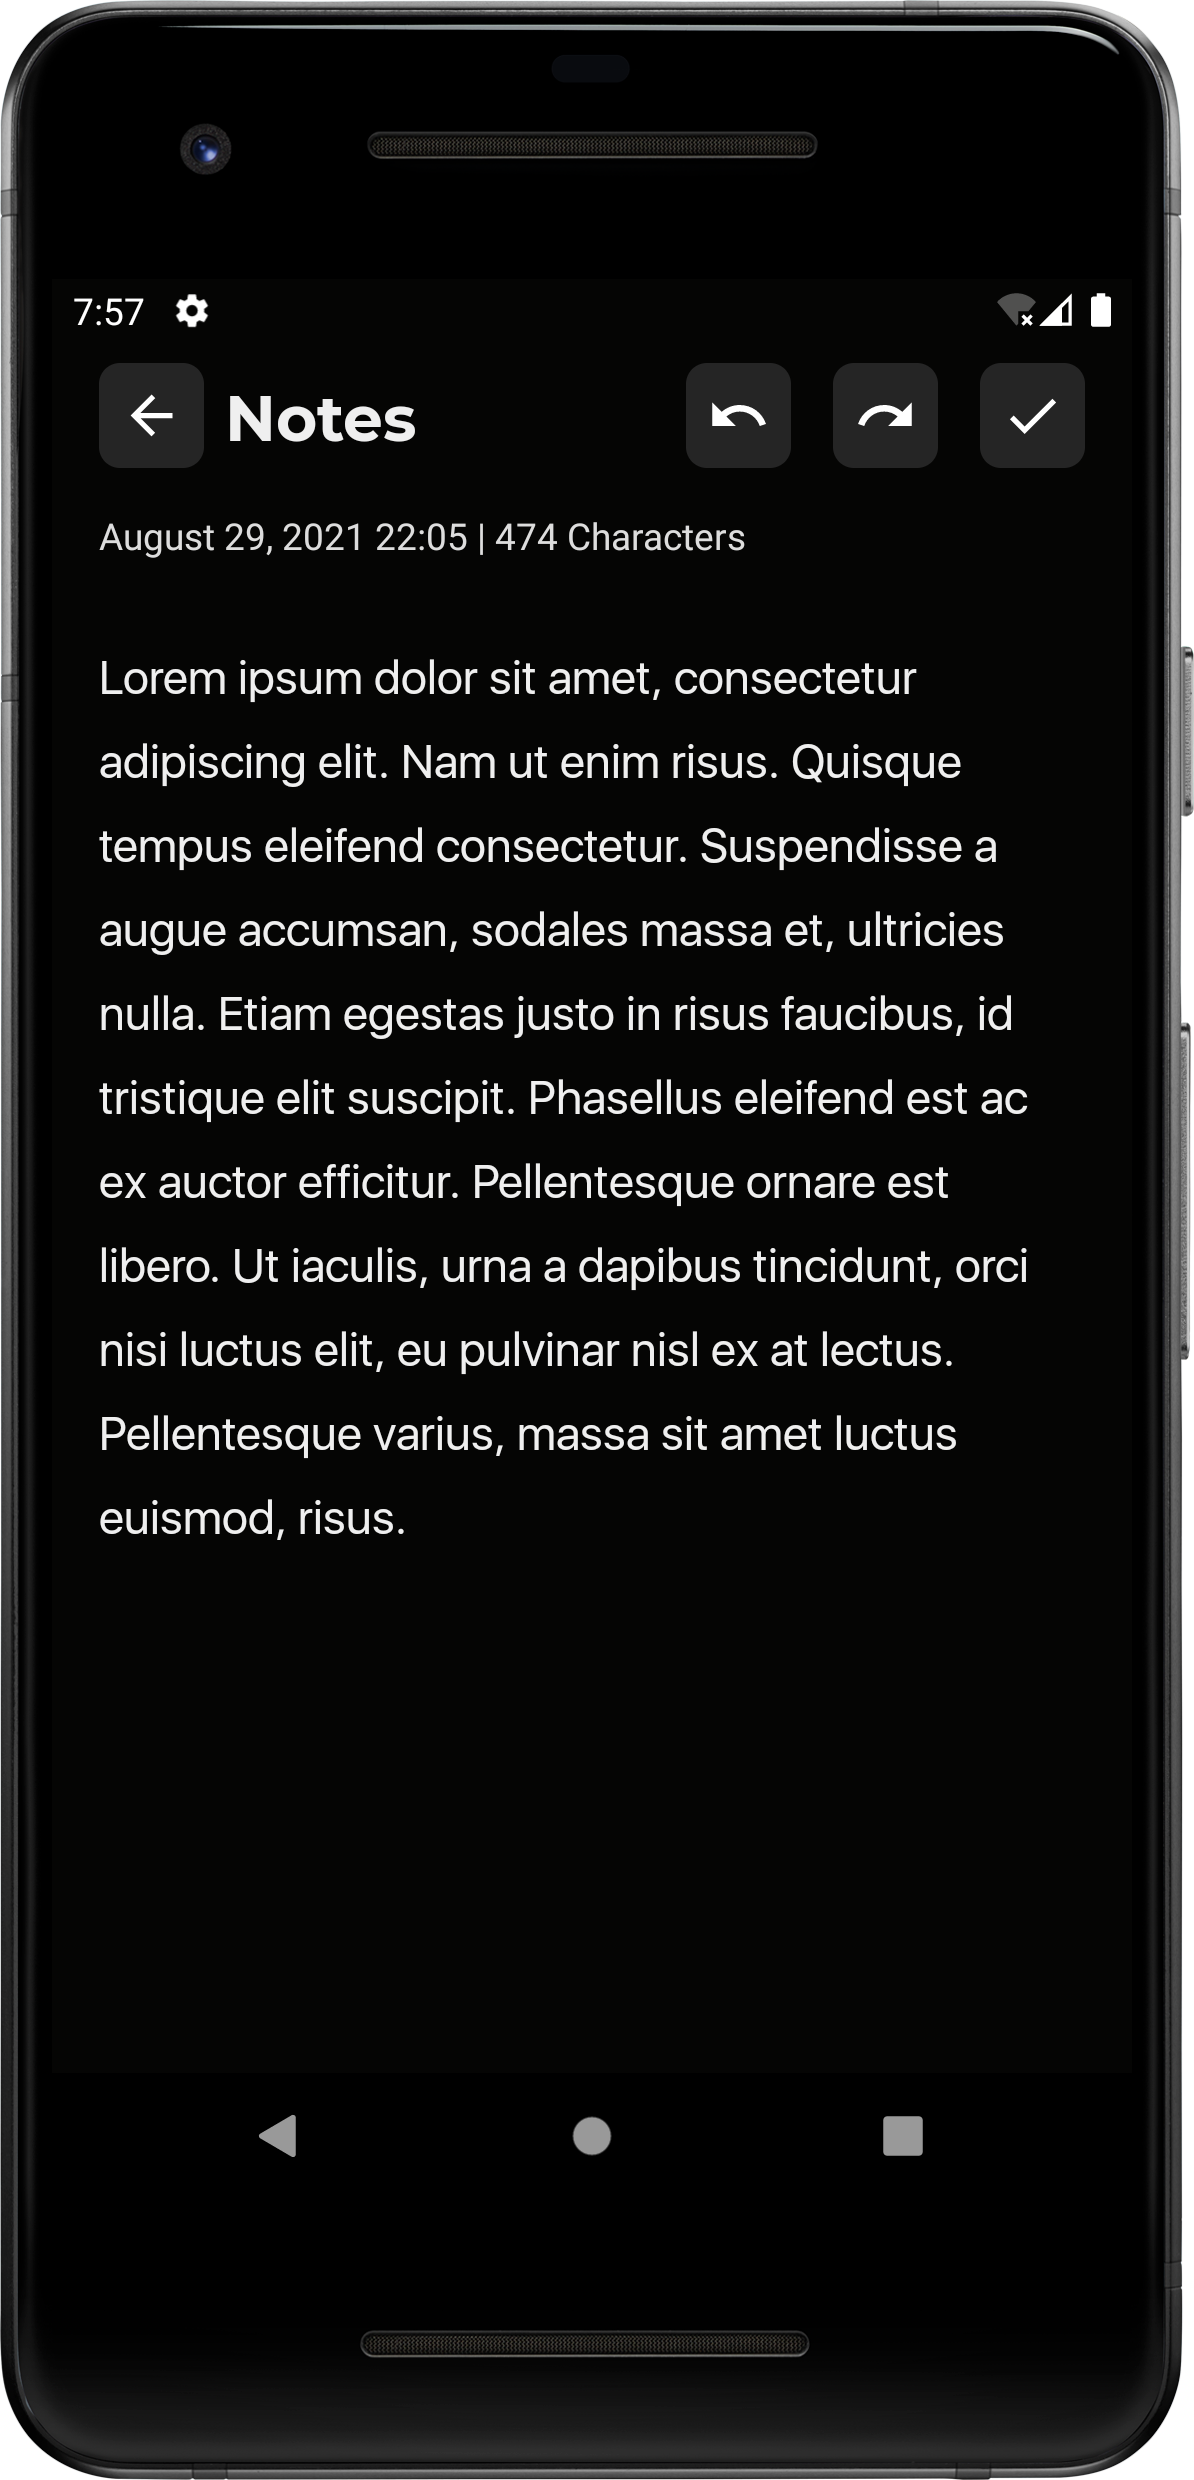 7:57
Notes
August 29, 2021 22:05 | 474 Characters
Lorem ipsum dolor sit amet, consectetur
adipiscing elit. Nam ut enim risus. Quisque
tempus eleifend consectetur. Suspendisse a
augue accumsan, sodales massa et, ultricies
nulla. Etiam egestas justo in risus faucibus, id
tristique elit suscipit. Phasellus eleifend est ac
ex auctor efficitur. Pellentesque ornare est
libero. Ut iaculis, urna a dapibus tincidunt, orci
nisi luctus elit, eu pulvinar nisl ex at lectus.
Pellentesque varius, massa sit amet luctus
euismod, risus.